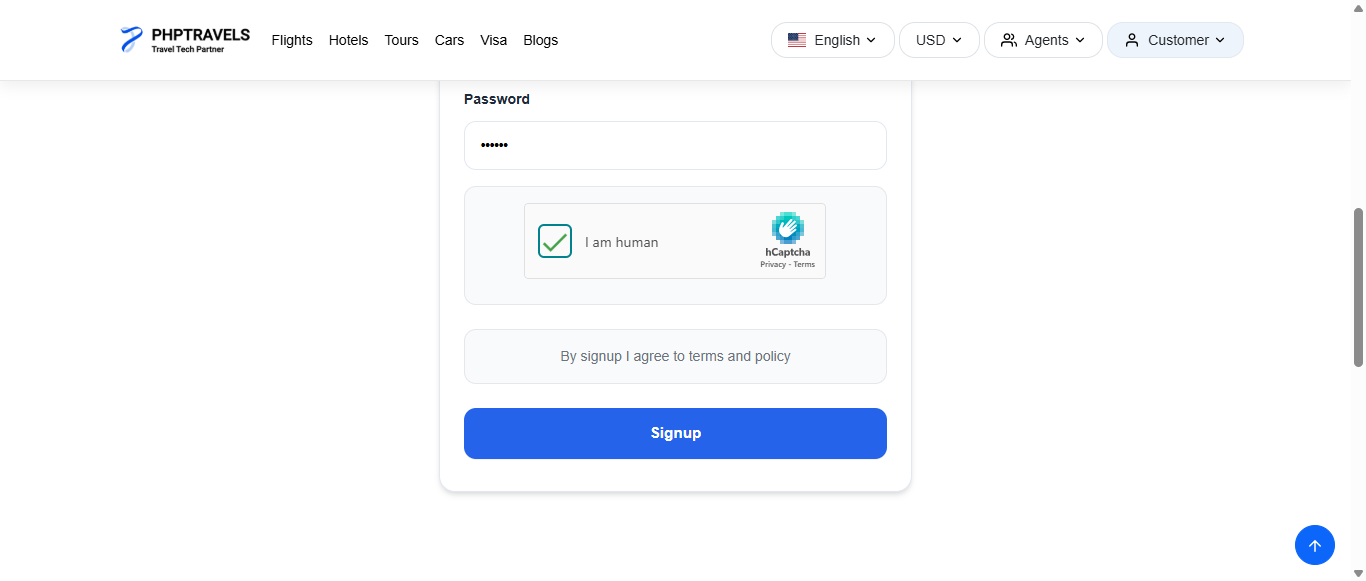 PHPTRAVELS
Travel Tech Partner
Flights Hotels Tours Cars Visa Blogs
English USD Agents Customer
Password
••••••
I am human
hCaptcha
Privacy - Terms
By signup I agree to terms and policy
Signup